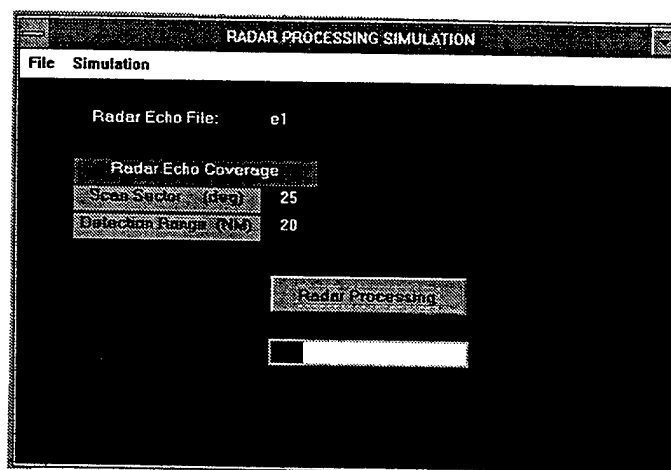 RADAR PROCESSING SIMULATION
File Simulation
Radar Echo File: e1
Radar Echo Coverage
Scan Sector (deg) 25
Detection Range (NM) 20
Radar Processing